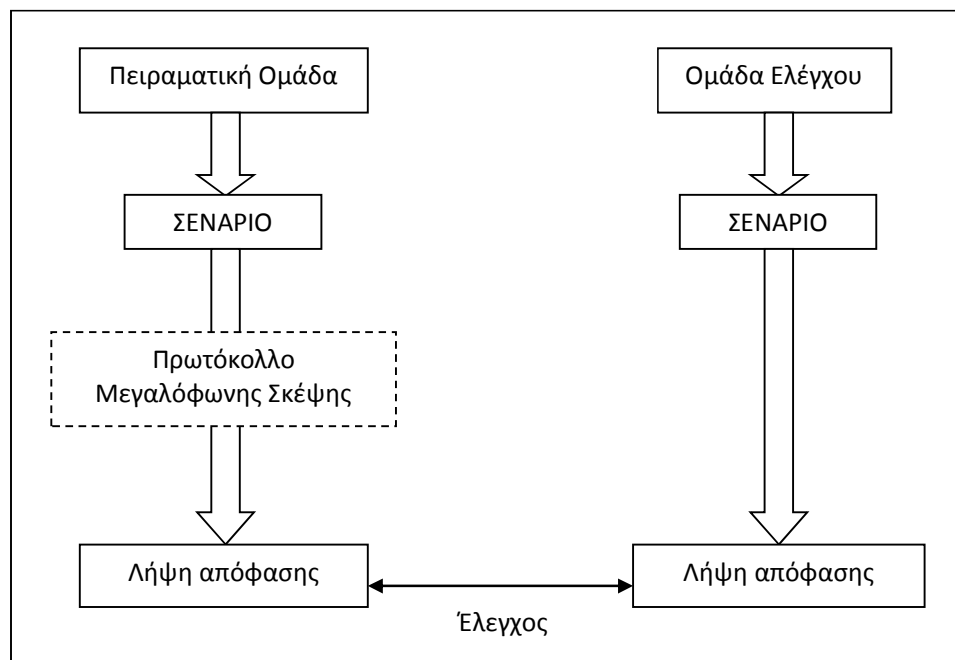 Πειραματική Ομάδα
Ομάδα Ελέγχου
ΣΕΝΑΡΙΟ
ΣΕΝΑΡΙΟ
Πρωτόκολλο
Μεγαλόφωνης Σκέψης
Λήψη απόφασης
Λήψη απόφασης
Έλεγχος